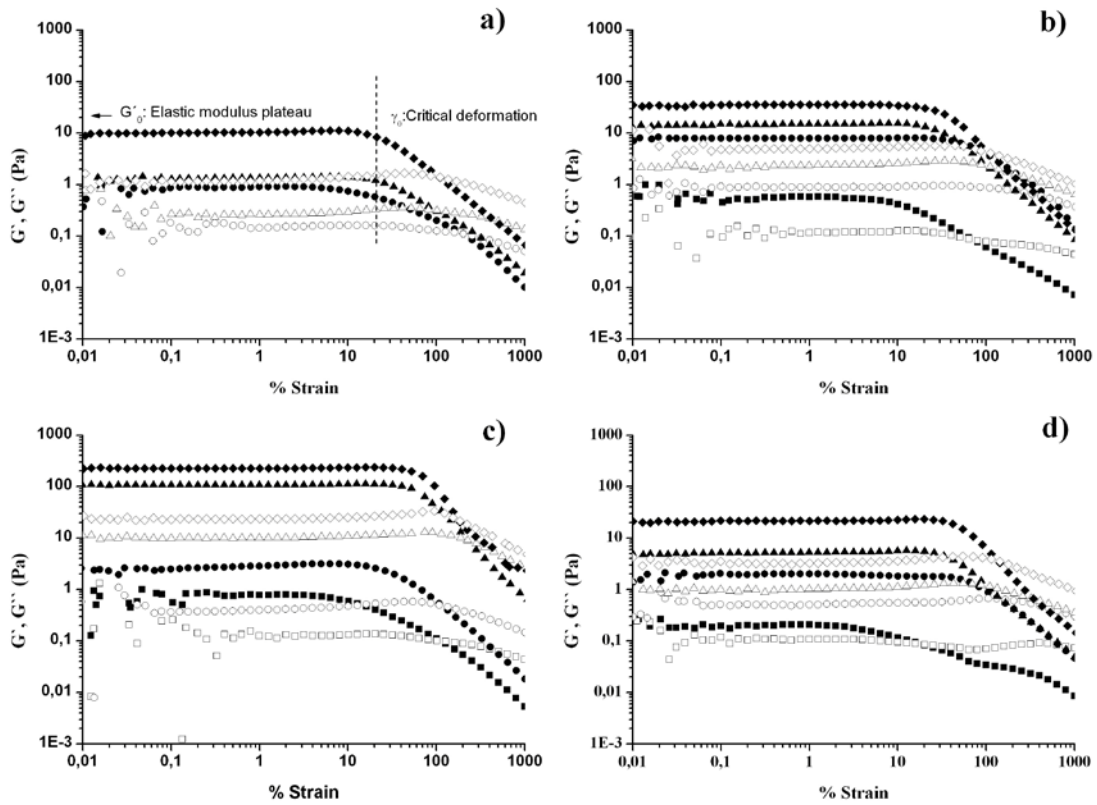 a)
1000
100
10
1
0,1
0,01
1E-3
G`, G`` (Pa)
G´0: Elastic modulus plateau
γ0:Critical deformation
0,01 0,1 1 10 100 1000
% Strain
b)
1000
100
10
1
0,1
0,01
1E-3
G`, G`` (Pa)
0,01 0,1 1 10 100 1000
% Strain
c)
1000
100
10
1
0,1
0,01
1E-3
G`, G`` (Pa)
0,01 0,1 1 10 100 1000
% Strain
d)
1000
100
10
1
0,1
0,01
1E-3
G`, G`` (Pa)
0,01 0,1 1 10 100 1000
% Strain